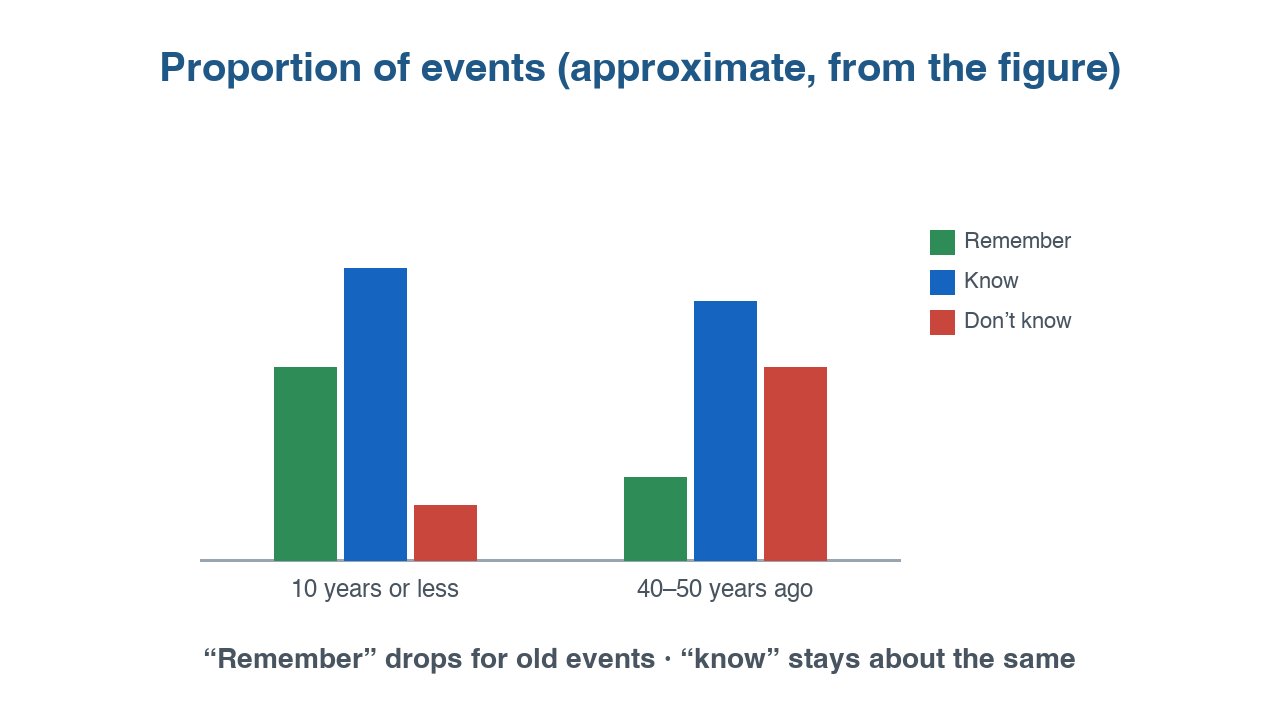 Proportion of events (approximate, from the figure)
Remember
Know
Don’t know
10 years or less
40–50 years ago
“Remember” drops for old events · “know” stays about the same